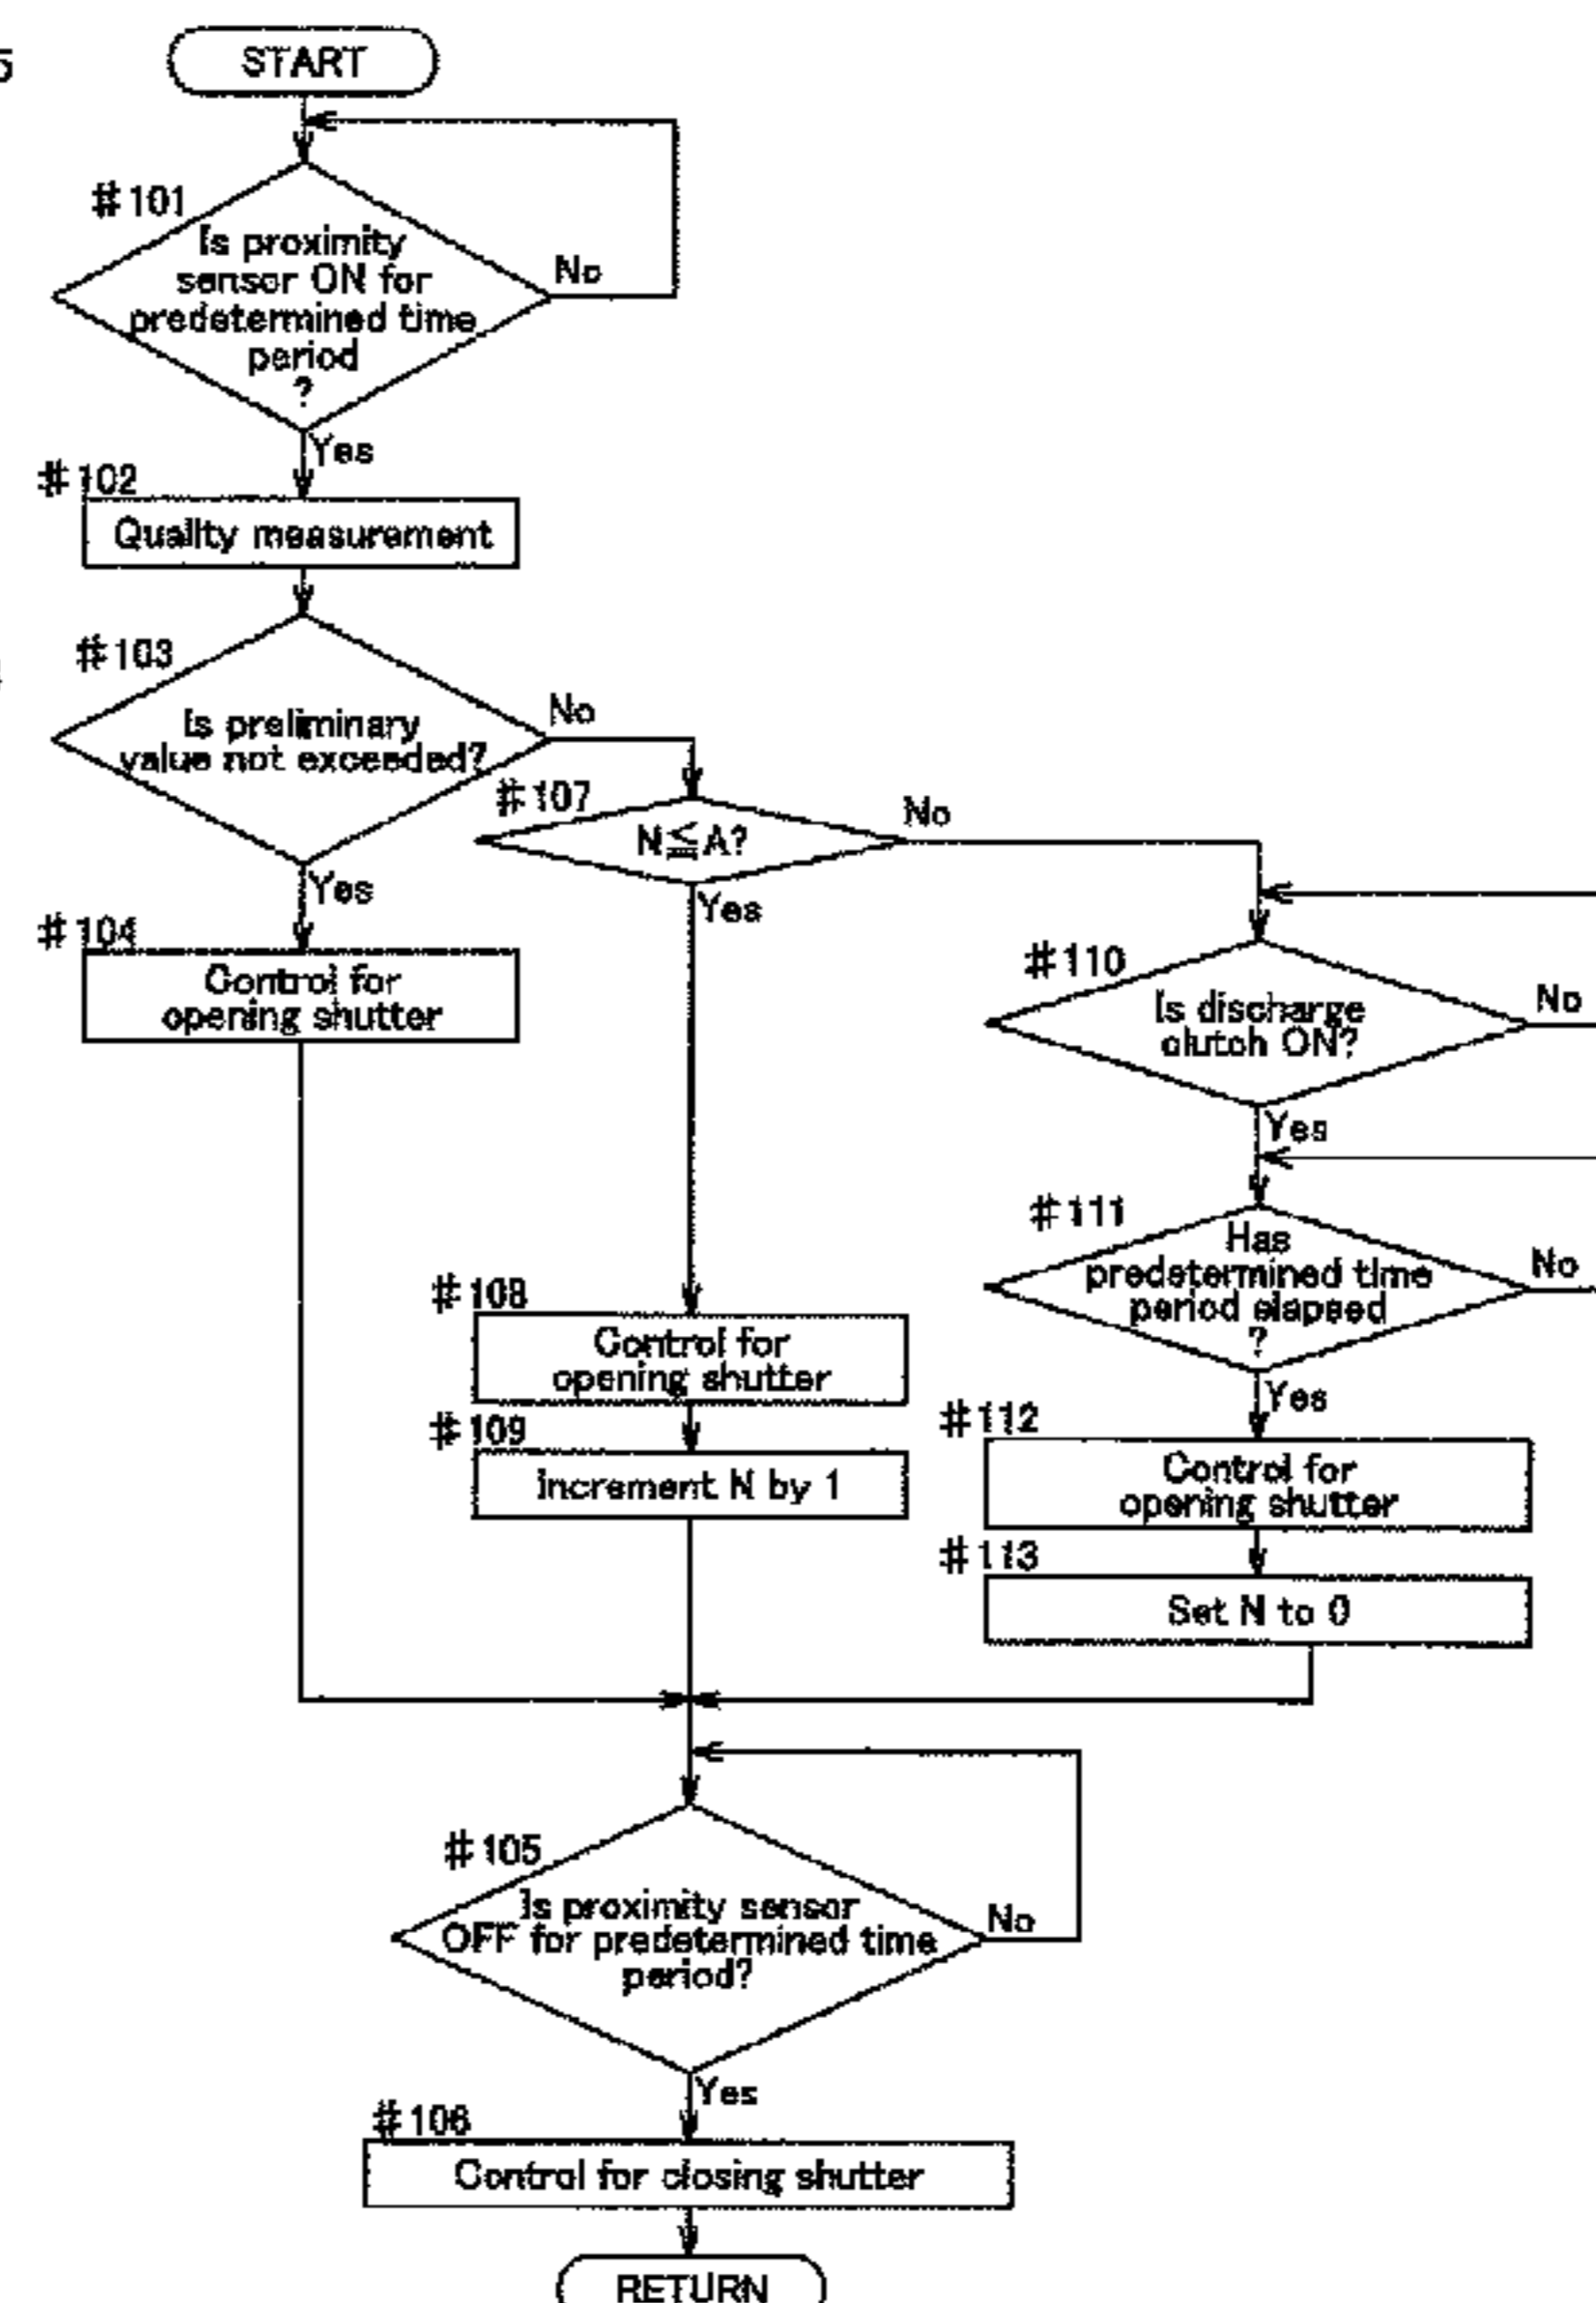 5
START
#101
Is proximity
sensor ON for
predetermined time
period
?
No
Yes
#102
Quality measurement
#103
Is preliminary
value not exceeded?
No
Yes
#104
Control for
opening shutter
#107
N≦A?
No
Yes
#108
Control for
opening shutter
#109
Increment N by 1
#110
Is discharge
clutch ON?
No
Yes
#111
Has
predetermined time
period elapsed
?
No
Yes
#112
Control for
opening shutter
#113
Set N to 0
#105
Is proximity sensor
OFF for predetermined time
period?
No
Yes
#106
Control for closing shutter
RETURN